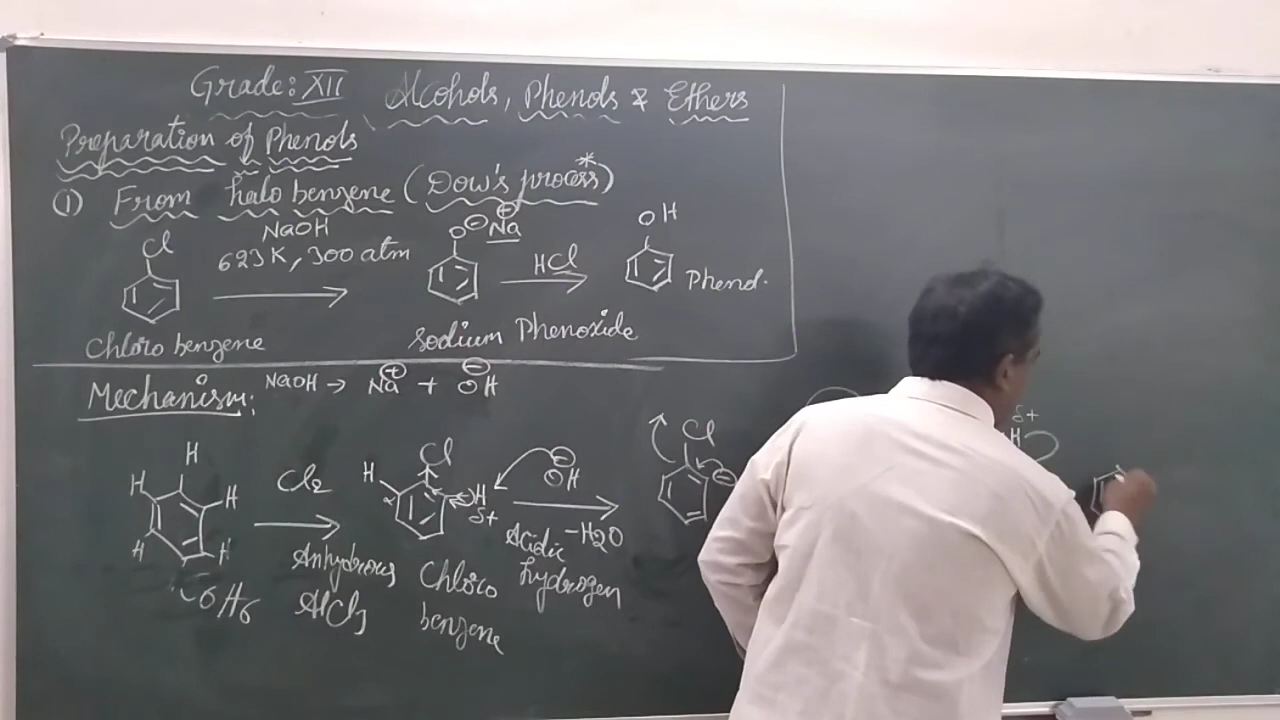 Grade: XII Alcohols, Phenols & Ethers
Preparation of Phenols
① From halo benzene (Dow's process*)
Cl
NaOH
623K, 300 atm
O⊖ Na⊕
HCl
OH
Phenol.
Chloro benzene
Sodium Phenoxide
Mechanism: NaOH → Na⊕ + ⊖OH
H
H
H
H
H
C6H6
Cl2
Anhydrous
AlCl3
Cl
H
α
H
δ+
Chloro
benzene
⊖OH
Acidic -H2O
hydrogen
Cl
⊖
δ+
H